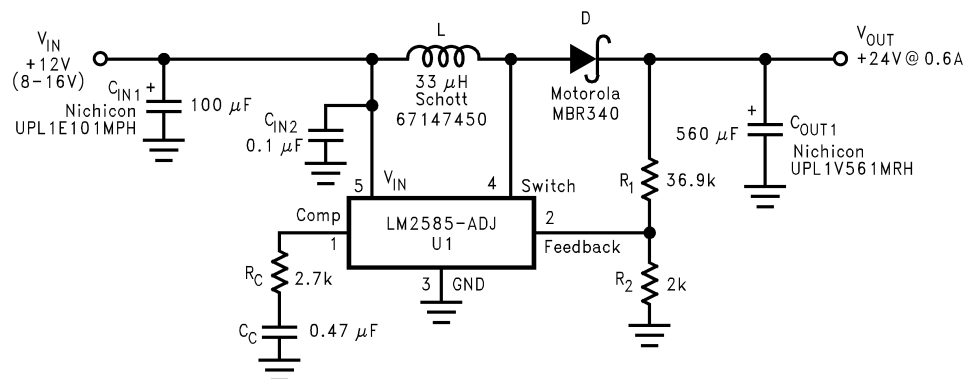 V_IN
+12V
(8-16V)
C_IN1
+
Nichicon
UPL1E101MPH
100 μF
C_IN2
0.1 μF
L
33 μH
Schott
67147450
D
Motorola
MBR340
V_OUT
+24V@ 0.6A
560 μF
+
C_OUT1
Nichicon
UPL1V561MRH
R_1
36.9k
5
V_IN
4
Switch
Comp
1
LM2585-ADJ
U1
2
Feedback
3
GND
R_C
2.7k
C_C
0.47 μF
R_2
2k